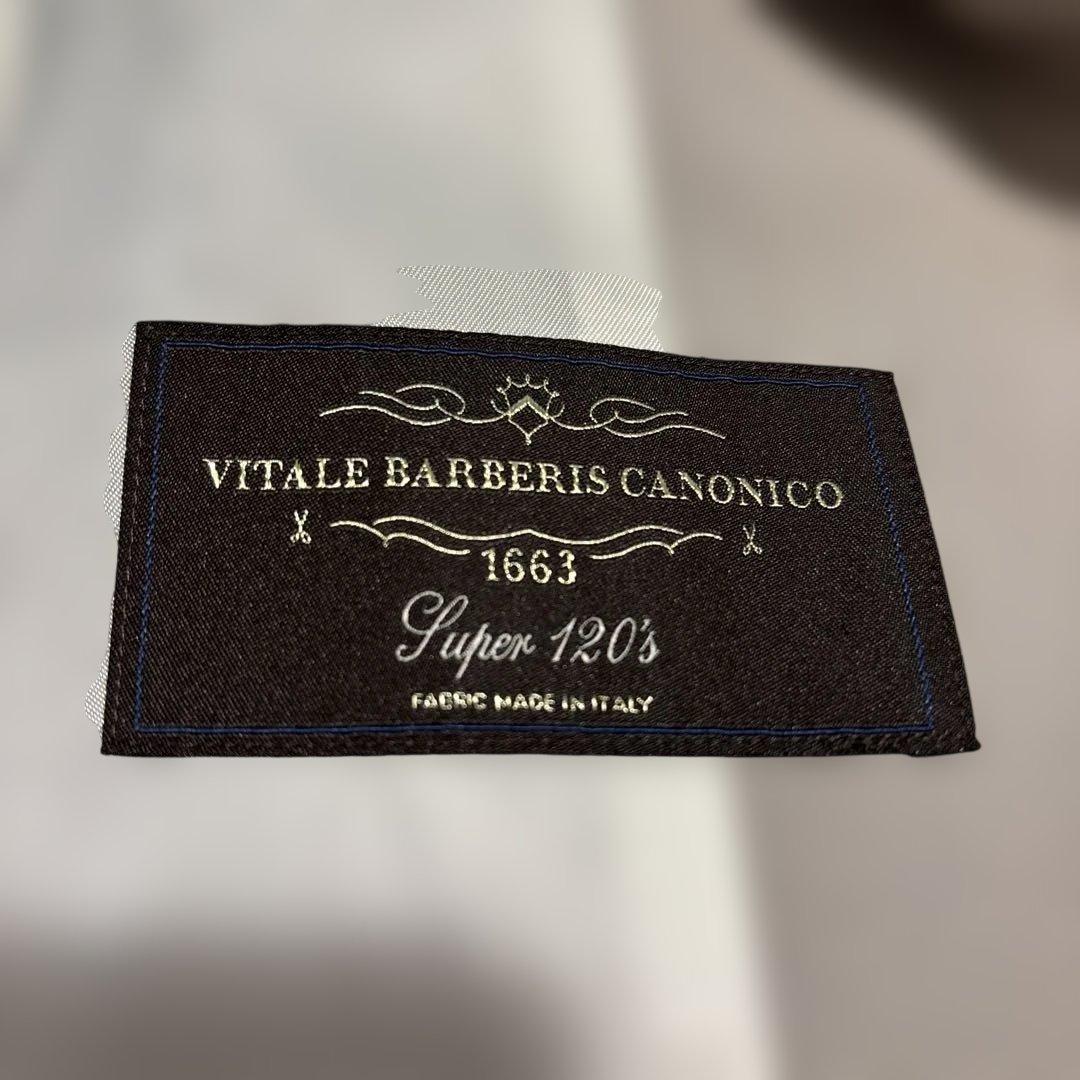 VITALE BARBERIS CANONICO
1663
Super 120's
FABRIC MADE IN ITALY